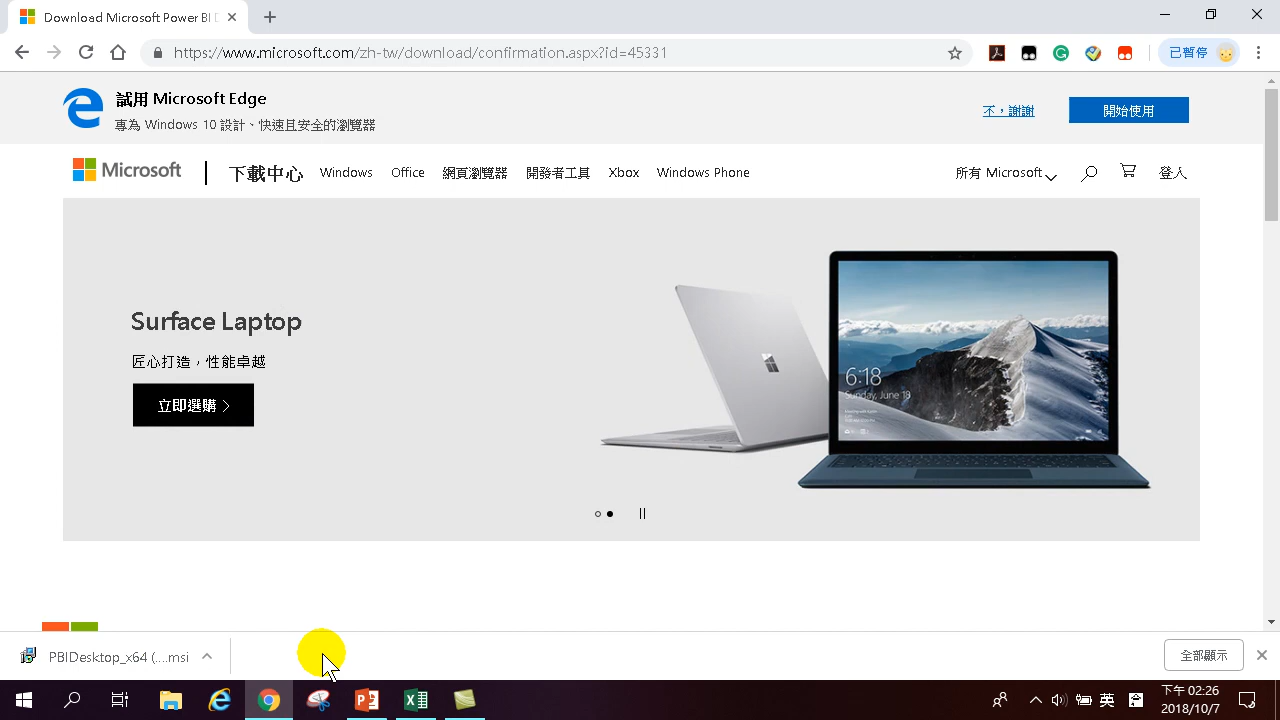 Download Microsoft Power BI D
https://www.microsoft.com/zh-tw/download/confirmation.aspx?id=45331
已暫停
試用 Microsoft Edge
專為 Windows 10 設計、快速且安全的瀏覽器
不，謝謝
開始使用
Microsoft
下載中心
Windows
Office
網頁瀏覽器
開發者工具
Xbox
Windows Phone
所有 Microsoft
登入
Surface Laptop
匠心打造，性能卓越
立即選購
6:18
Sunday, June 18
PBIDesktop_x64 (....msi
全部顯示
英
下午 02:26
2018/10/7